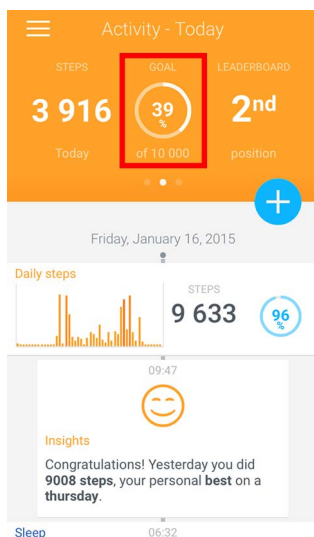 Activity - Today
STEPS GOAL LEADERBOARD
3 916 39 % 2nd
Today of 10 000 position
Friday, January 16, 2015
Daily steps
STEPS
9 633 96 %
09:47
Insights
Congratulations! Yesterday you did
9008 steps, your personal best on a
thursday.
Sleep 06:32